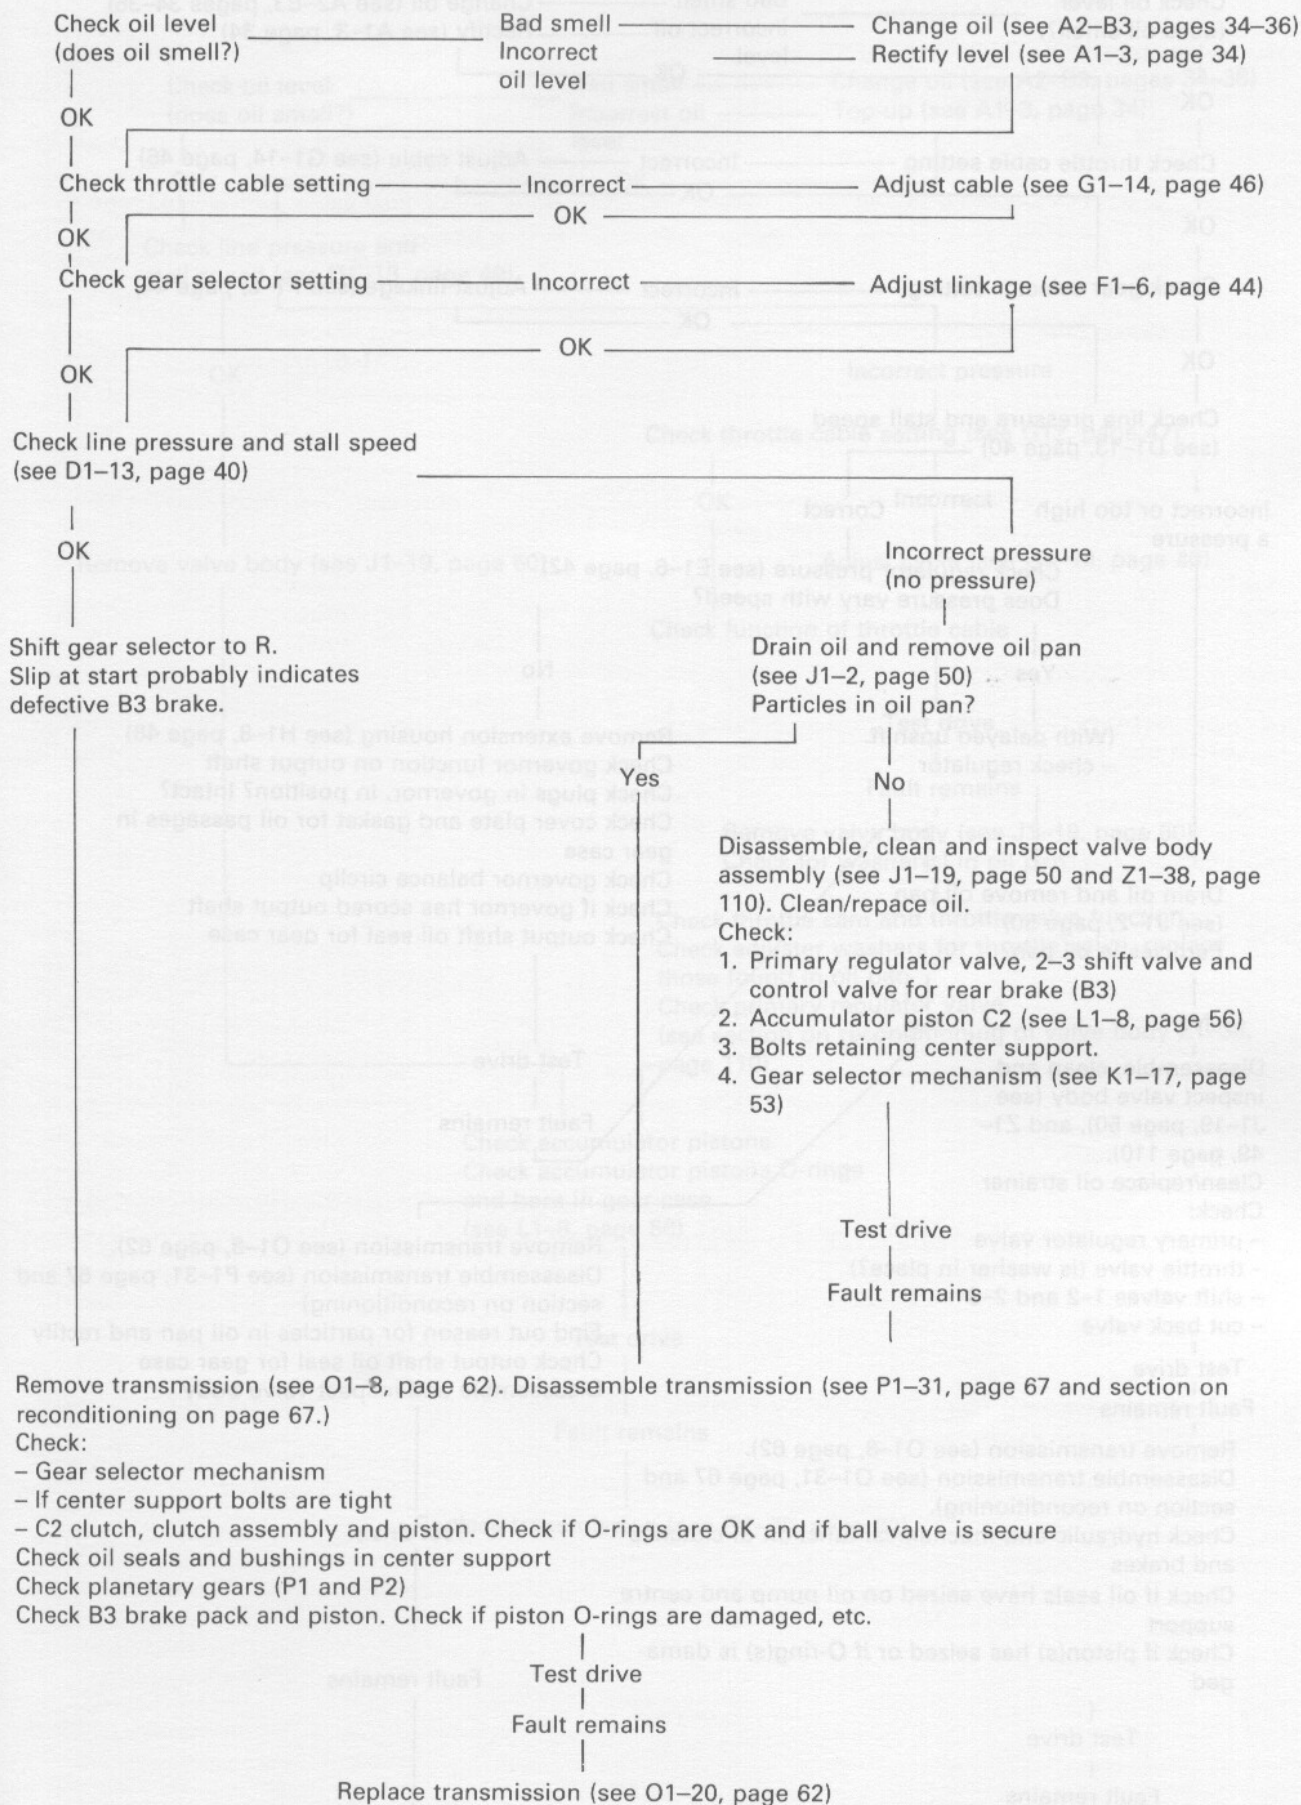 Check oil level Bad smell Change oil (see A2–B3, pages 34–36)
(does oil smell?) Incorrect Rectify level (see A1–3, page 34)
oil level
OK
Check throttle cable setting Incorrect Adjust cable (see G1–14, page 46)
OK
OK
Check gear selector setting Incorrect Adjust linkage (see F1–6, page 44)
OK
OK
Check line pressure and stall speed
(see D1–13, page 40)
OK Incorrect pressure
(no pressure)
Shift gear selector to R.
Slip at start probably indicates
defective B3 brake.
Drain oil and remove oil pan
(see J1–2, page 50)
Particles in oil pan?
Yes No
Disassemble, clean and inspect valve body
assembly (see J1–19, page 50 and Z1–38, page
110). Clean/repace oil.
Check:
1. Primary regulator valve, 2–3 shift valve and
control valve for rear brake (B3)
2. Accumulator piston C2 (see L1–8, page 56)
3. Bolts retaining center support.
4. Gear selector mechanism (see K1–17, page
53)
Test drive
Fault remains
Remove transmission (see O1–8, page 62). Disassemble transmission (see P1–31, page 67 and section on
reconditioning on page 67.)
Check:
– Gear selector mechanism
– If center support bolts are tight
– C2 clutch, clutch assembly and piston. Check if O-rings are OK and if ball valve is secure
Check oil seals and bushings in center support
Check planetary gears (P1 and P2)
Check B3 brake pack and piston. Check if piston O-rings are damaged, etc.
Test drive
Fault remains
Replace transmission (see O1–20, page 62)